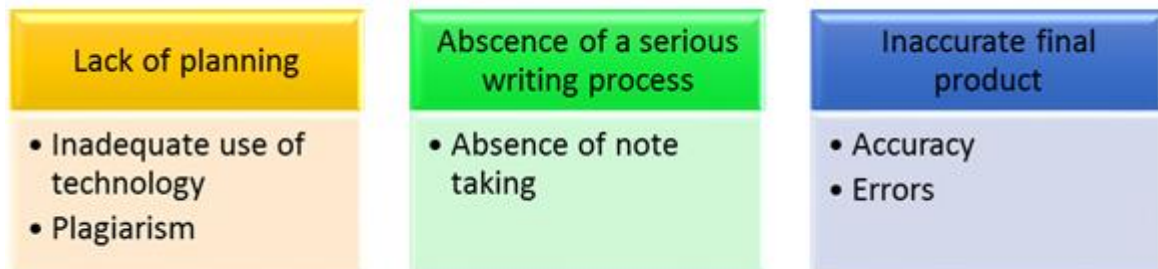 Lack of planning
• Inadequate use of
technology
• Plagiarism
Abscence of a serious
writing process
• Absence of note
taking
Inaccurate final
product
• Accuracy
• Errors